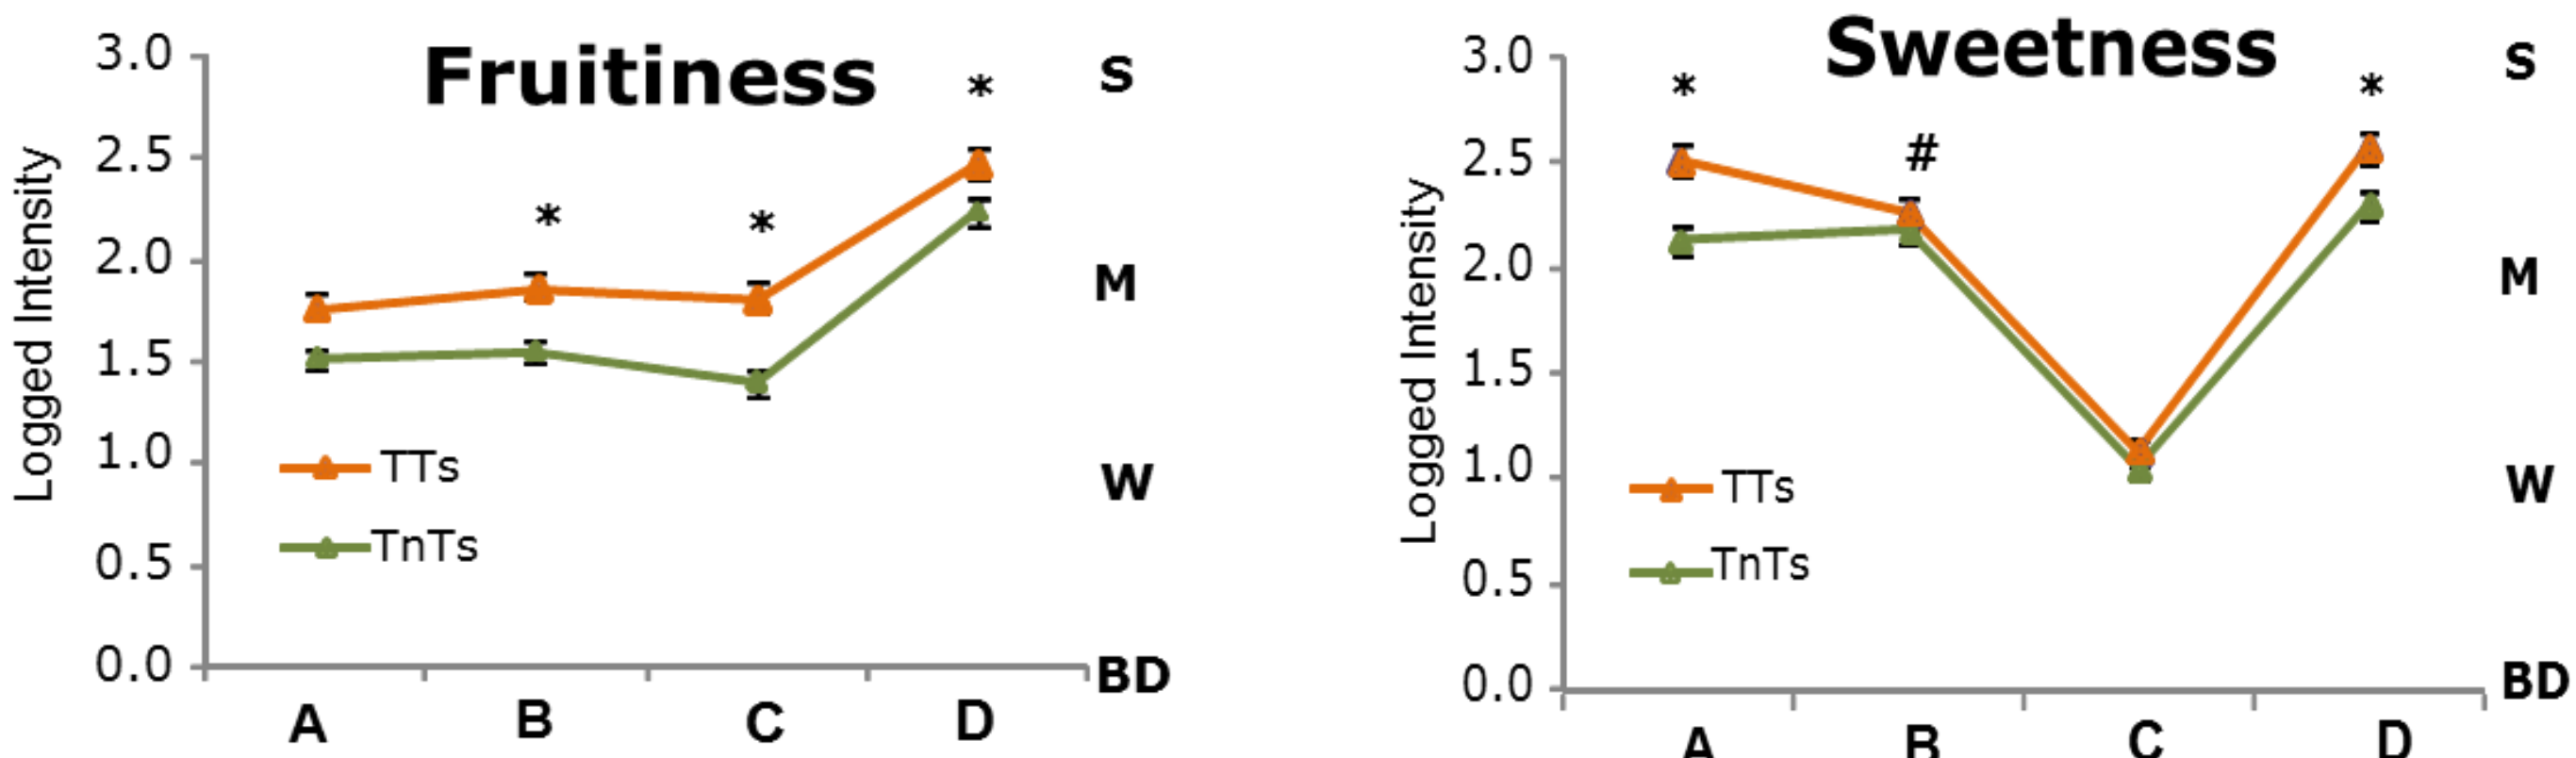 Fruitiness
Logged Intensity
3.0
2.5
2.0
1.5
1.0
0.5
0.0
*
*
*
TTs
TnTs
A B C D
S
M
W
BD
Sweetness
Logged Intensity
3.0
2.5
2.0
1.5
1.0
0.5
0.0
*
#
*
TTs
TnTs
A B C D
S
M
W
BD